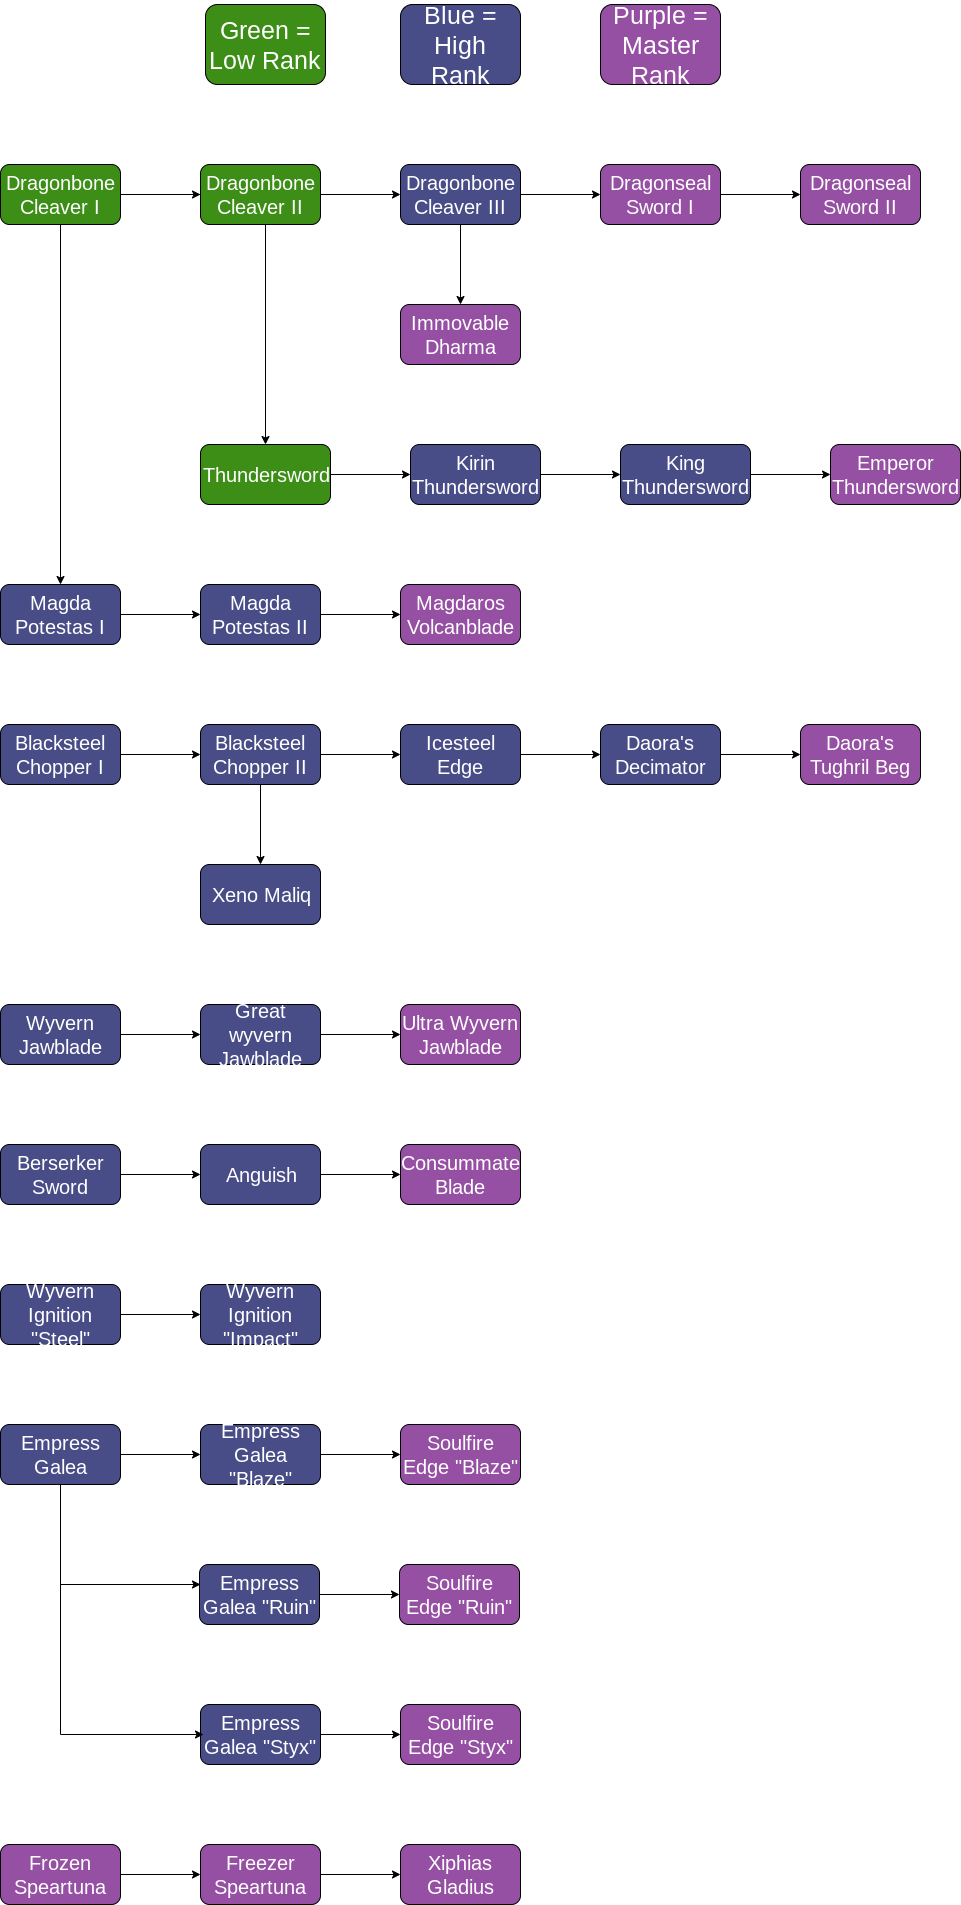 Green =
Low Rank
Blue =
High
Rank
Purple =
Master
Rank
Dragonbone
Cleaver I
Dragonbone
Cleaver II
Dragonbone
Cleaver III
Dragonseal
Sword I
Dragonseal
Sword II
Immovable
Dharma
Thundersword
Kirin
Thundersword
King
Thundersword
Emperor
Thundersword
Magda
Potestas I
Magda
Potestas II
Magdaros
Volcanblade
Blacksteel
Chopper I
Blacksteel
Chopper II
Icesteel
Edge
Daora's
Decimator
Daora's
Tughril Beg
Xeno Maliq
Wyvern
Jawblade
Great
wyvern
Jawblade
Ultra Wyvern
Jawblade
Berserker
Sword
Anguish
Consummate
Blade
Wyvern
Ignition
"Steel"
Wyvern
Ignition
"Impact"
Empress
Galea
Empress
Galea
"Blaze"
Soulfire
Edge "Blaze"
Empress
Galea "Ruin"
Soulfire
Edge "Ruin"
Empress
Galea "Styx"
Soulfire
Edge "Styx"
Frozen
Speartuna
Freezer
Speartuna
Xiphias
Gladius